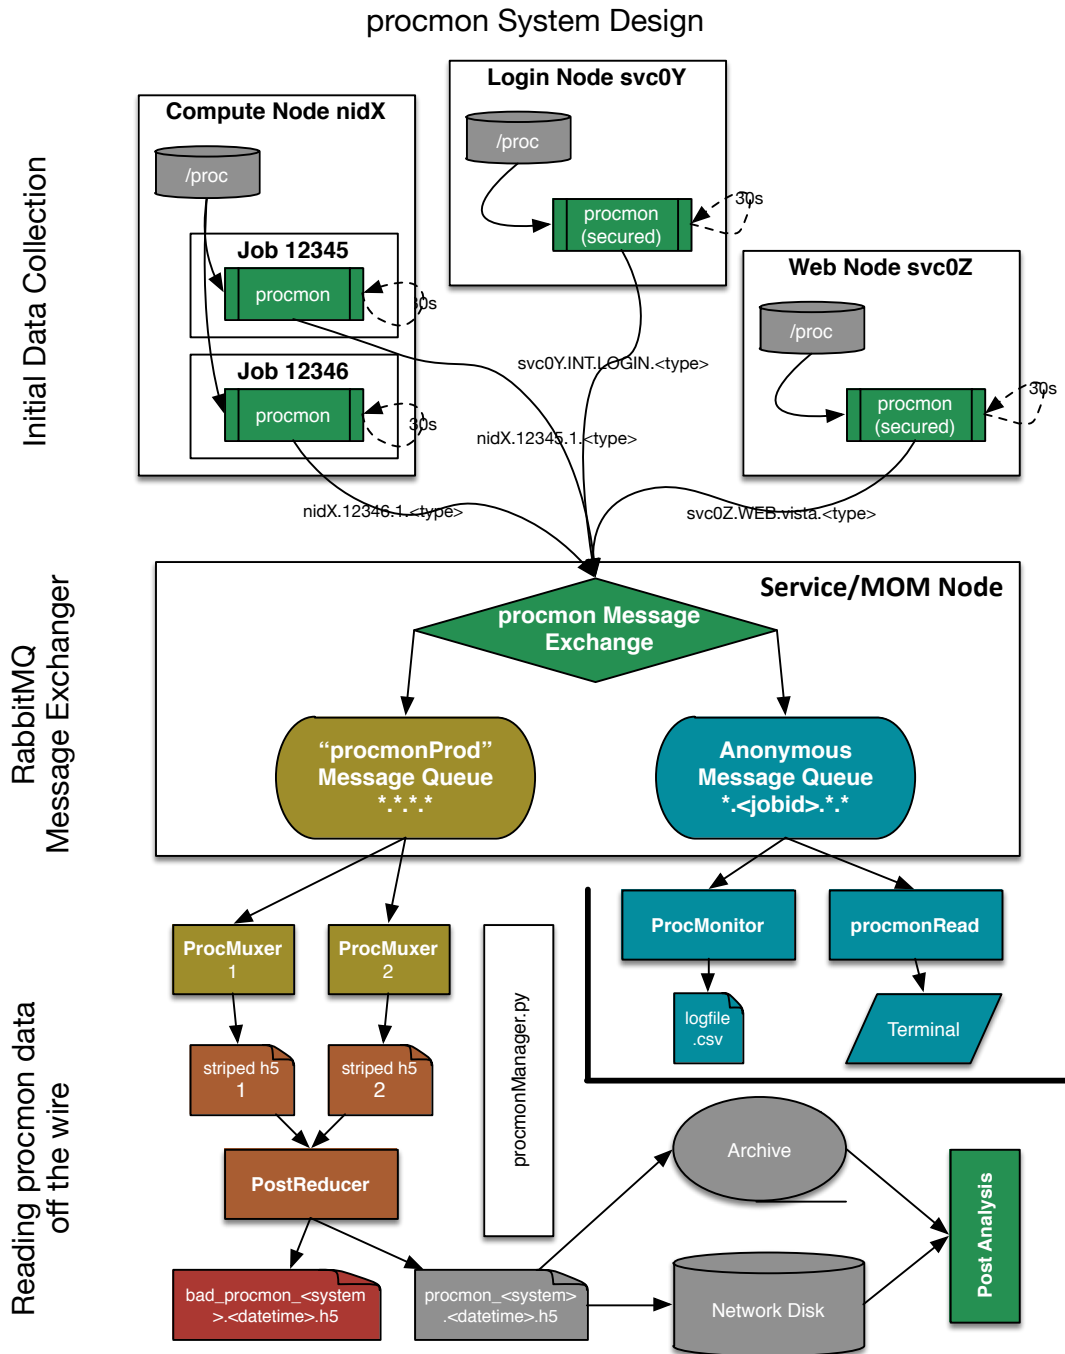 procmon System Design
Initial Data Collection
Compute Node nidX
/proc
Job 12345
procmon
30s
Job 12346
procmon
30s
Login Node svc0Y
/proc
procmon
(secured)
30s
Web Node svc0Z
/proc
procmon
(secured)
30s
svc0Y.INT.LOGIN.<type>
nidX.12345.1.<type>
nidX.12346.1.<type>
svc0Z.WEB.vista.<type>
RabbitMQ
Message Exchanger
Service/MOM Node
procmon Message
Exchange
“procmonProd”
Message Queue
*.*.*.*
Anonymous
Message Queue
*.<jobid>.*.*
Reading procmon data
off the wire
ProcMuxer
1
ProcMuxer
2
striped h5
1
striped h5
2
PostReducer
bad_procmon_<system
>.<datetime>.h5
procmon_<system>
.<datetime>.h5
procmonManager.py
ProcMonitor
procmonRead
logfile
.csv
Terminal
Archive
Network Disk
Post Analysis